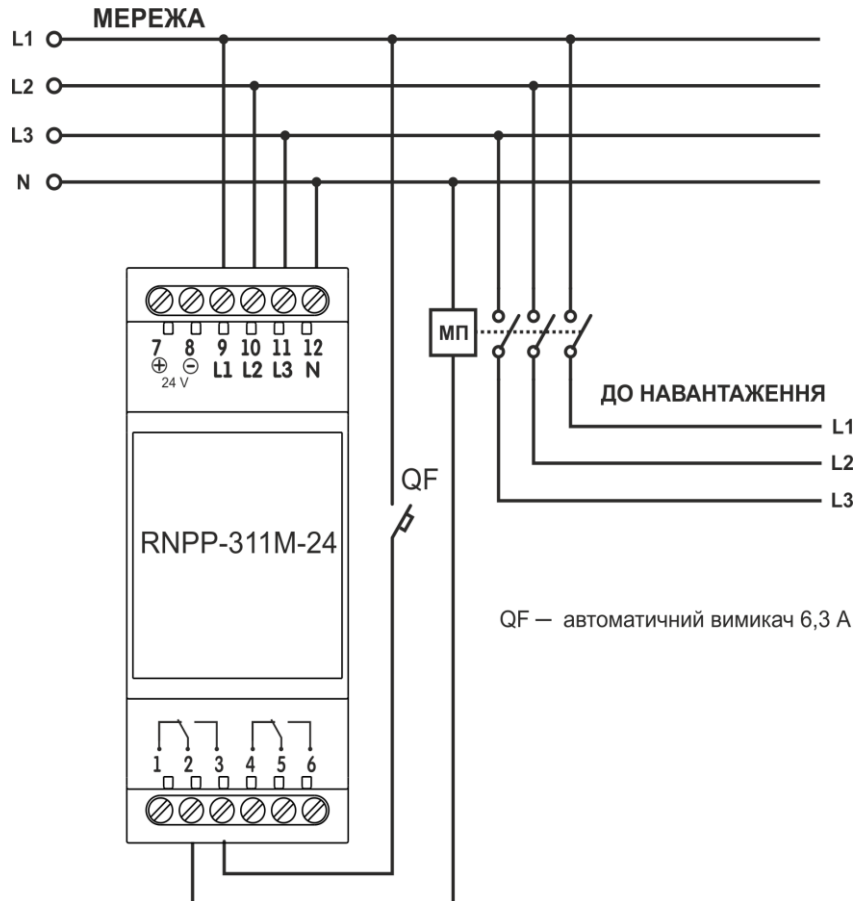 МЕРЕЖА
L1
L2
L3
N
7 8 9 10 11 12
⊕ ⊖ L1 L2 L3 N
24 V
МП
ДО НАВАНТАЖЕННЯ
L1
L2
L3
QF
RNPP-311M-24
QF — автоматичний вимикач 6,3 А
1 2 3 4 5 6